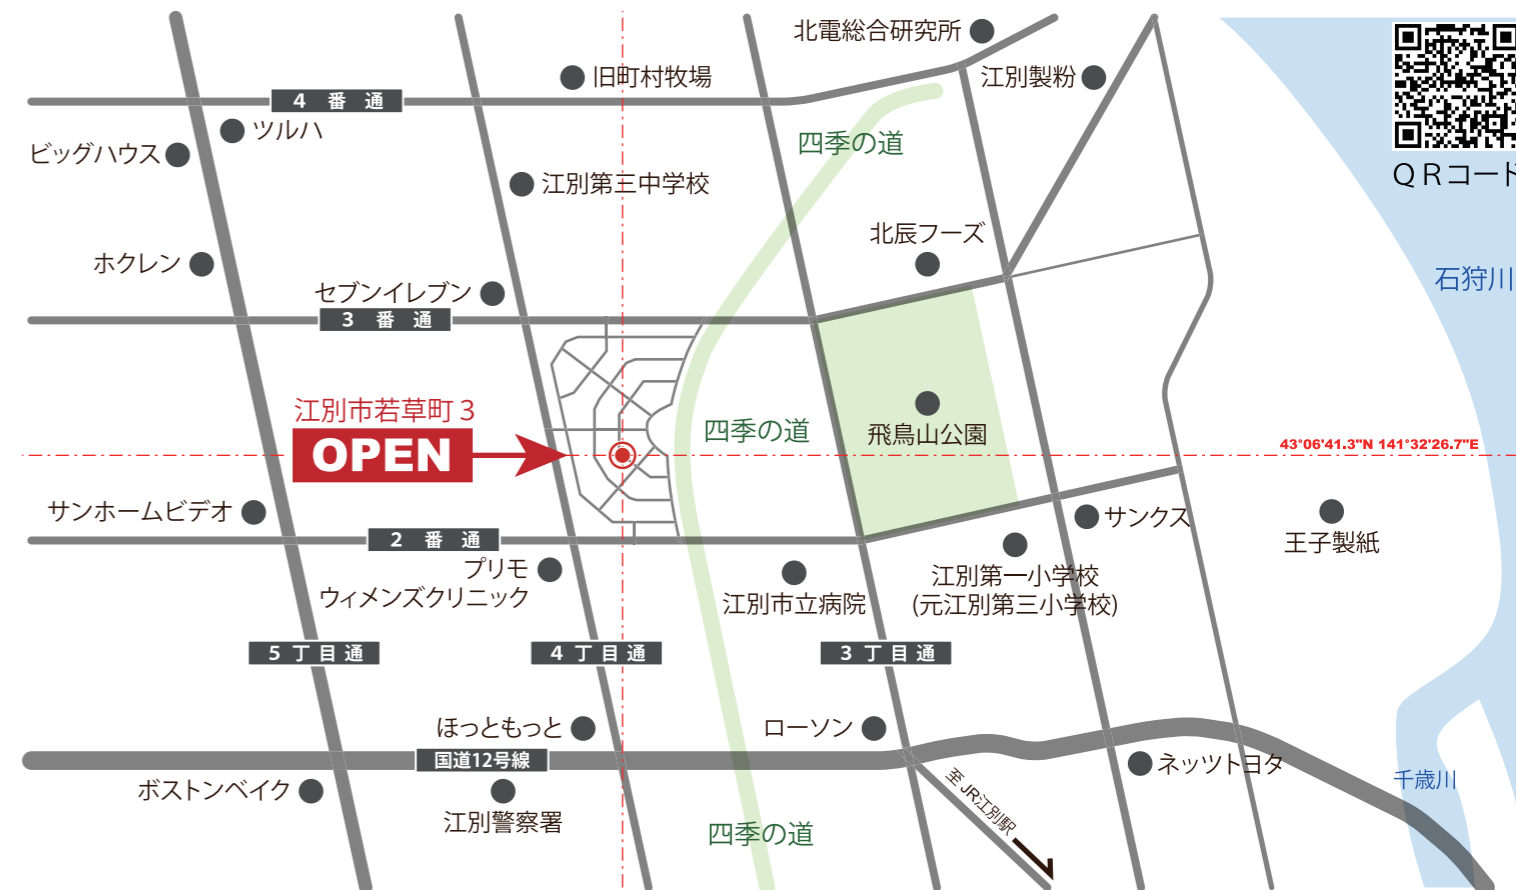 北電総合研究所
旧町村牧場
江別製粉
4 番 通
ツルハ
ビッグハウス
四季の道
QRコード
江別第三中学校
北辰フーズ
ホクレン
石狩川
セブンイレブン
3 番 通
江別市若草町 3
OPEN
四季の道
飛鳥山公園
43°06'41.3"N 141°32'26.7"E
サンホームビデオ
サンクス
2 番 通
王子製紙
プリモ
ウィメンズクリニック
江別市立病院
江別第一小学校
(元江別第三小学校)
5 丁 目 通
4 丁 目 通
3 丁 目 通
ほっともっと
ローソン
国道12号線
ネッツトヨタ
ボストンベイク
江別警察署
至 JR江別駅
千歳川
四季の道